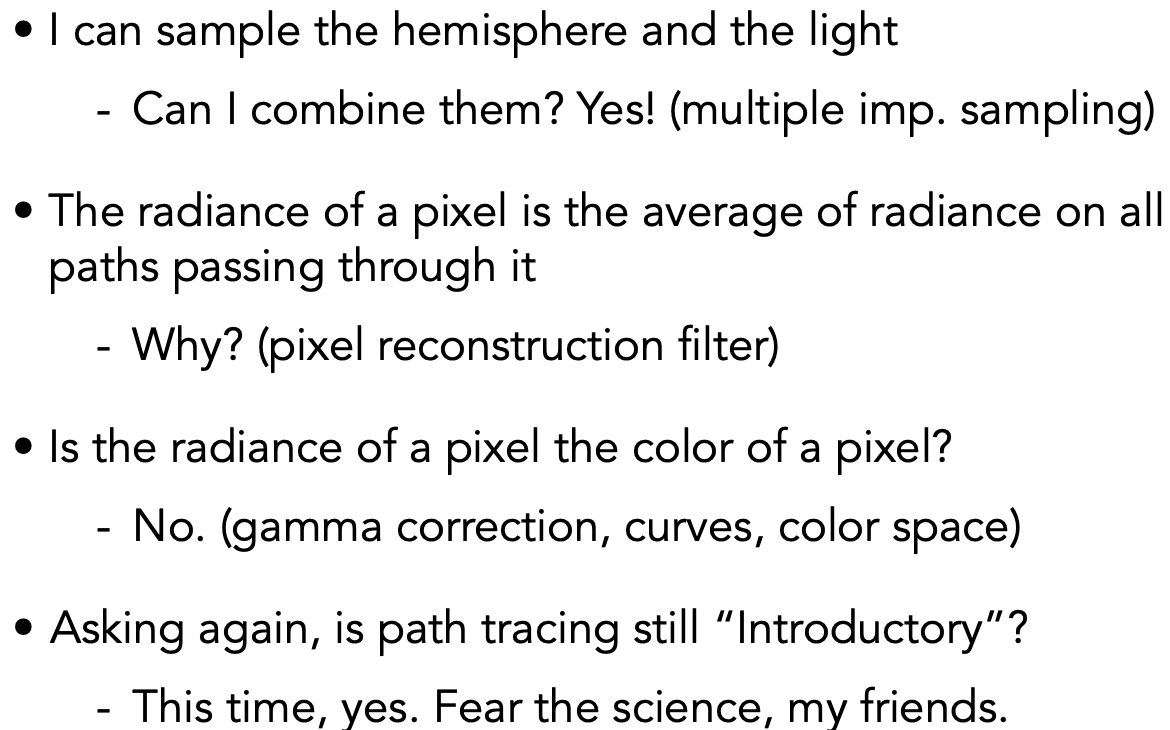 • I can sample the hemisphere and the light
- Can I combine them? Yes! (multiple imp. sampling)
• The radiance of a pixel is the average of radiance on all
paths passing through it
- Why? (pixel reconstruction filter)
• Is the radiance of a pixel the color of a pixel?
- No. (gamma correction, curves, color space)
• Asking again, is path tracing still “Introductory”?
- This time, yes. Fear the science, my friends.